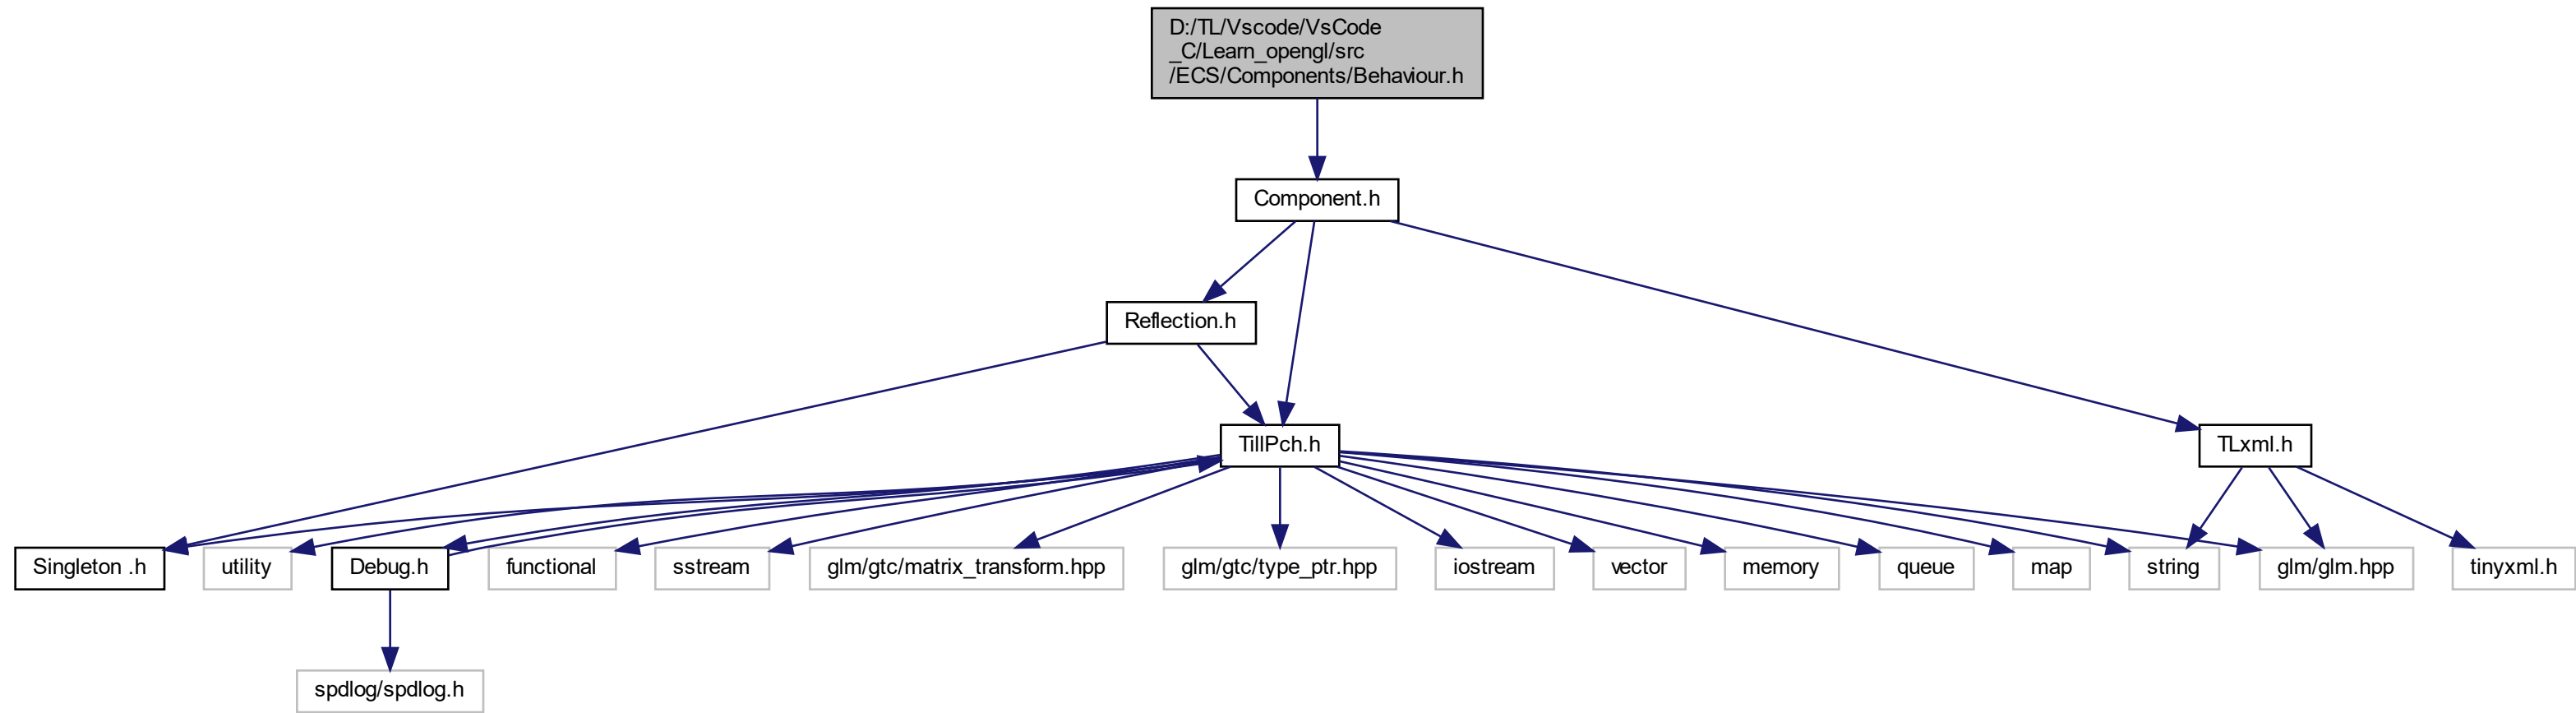 D:/TL/Vscode/VsCode
_C/Learn_opengl/src
/ECS/Components/Behaviour.h
Component.h
Reflection.h
TillPch.h
TLxml.h
Singleton .h
utility
Debug.h
functional
sstream
glm/gtc/matrix_transform.hpp
glm/gtc/type_ptr.hpp
iostream
vector
memory
queue
map
string
glm/glm.hpp
tinyxml.h
spdlog/spdlog.h